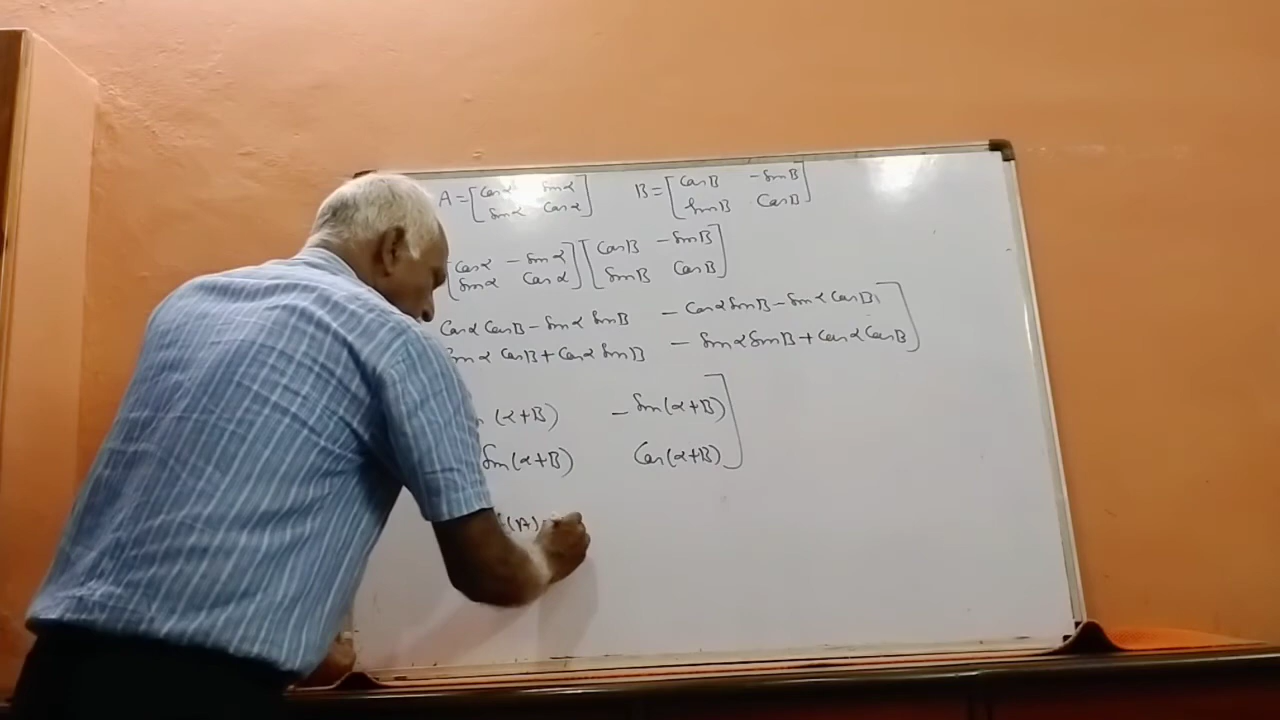 A = [ Cosα Sinα B = [ CosB - SinB ]
Sinα Cosα ] SinB CosB
[ Cosα - Sinα ] [ CosB - SinB ]
Sinα Cosα SinB CosB
Cosα CosB - Sinα SinB - Cosα SinB - Sinα CosB ]
Sinα CosB + Cosα SinB - Sinα SinB + Cosα CosB
(α+B) - Sin(α+B) ]
Sin(α+B) Cos(α+B)
(A)